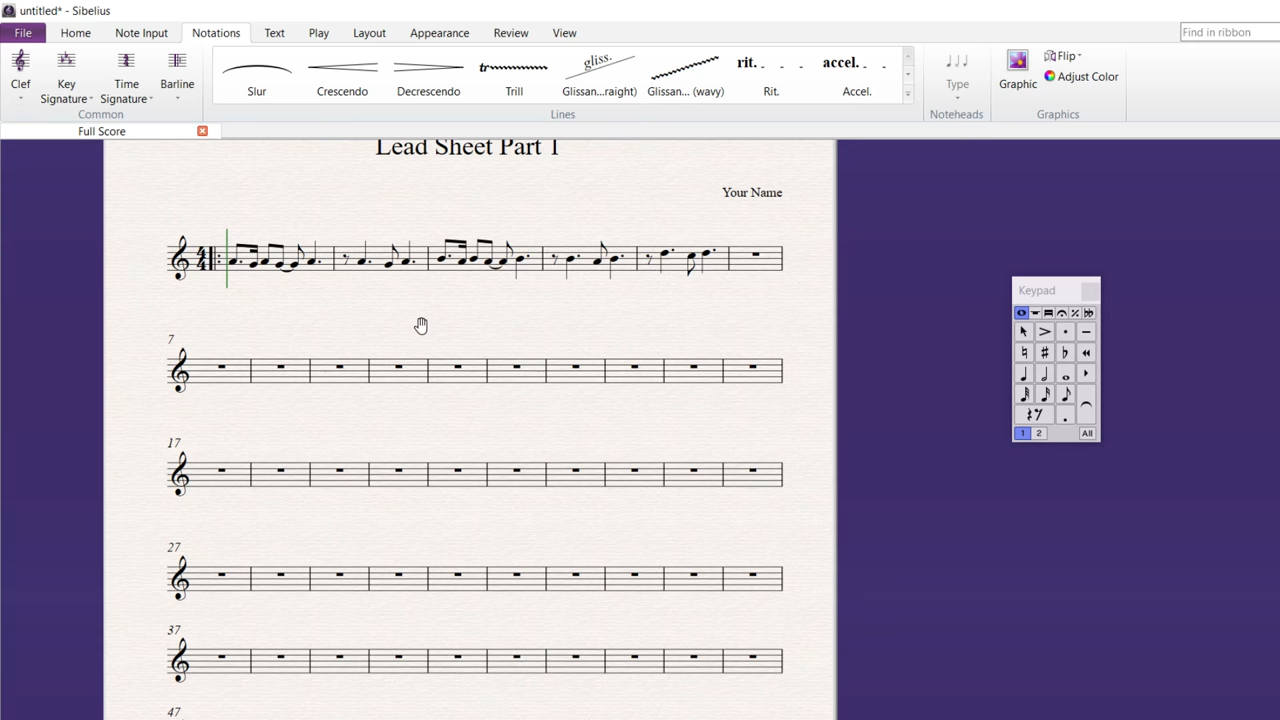 untitled* - Sibelius
File Home Note Input Notations Text Play Layout Appearance Review View Find in ribbon
gliss. rit. accel.
Clef Key Signature Time Signature Barline
Slur Crescendo Decrescendo Trill Glissan...raight) Glissan... (wavy) Rit. Accel. Type Graphic Flip
Adjust Color
Common Lines Noteheads Graphics
Full Score
Lead Sheet Part 1
Your Name
4
4
Keypad
7
17
1 2 All
27
37
47